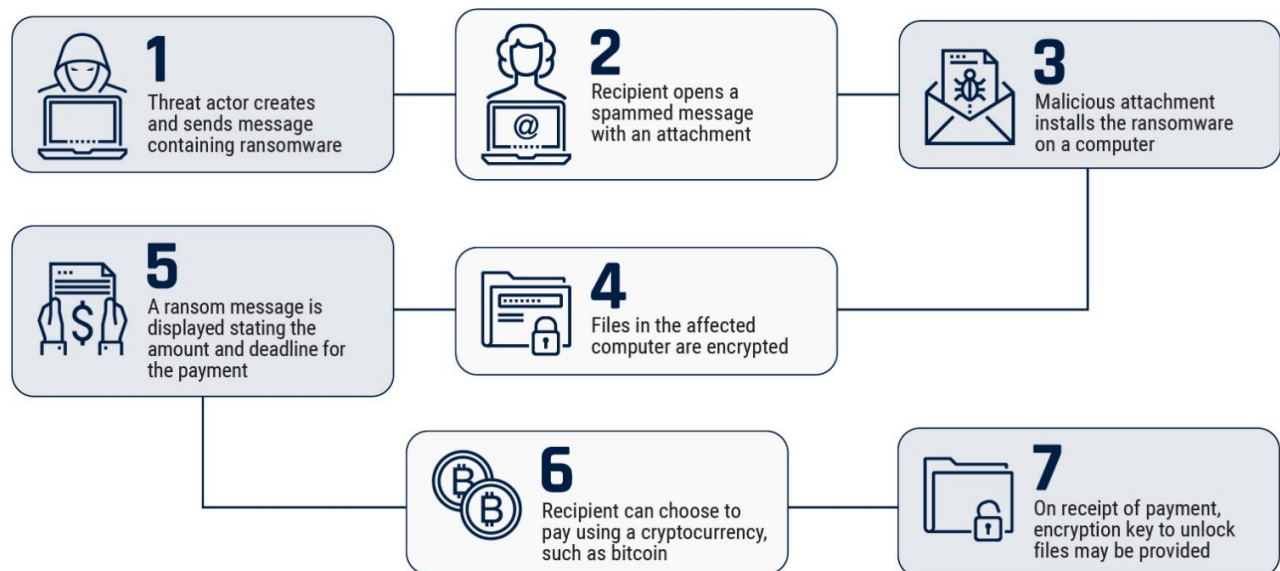 1
Threat actor creates
and sends message
containing ransomware
2
Recipient opens a
spammed message
with an attachment
@
3
Malicious attachment
installs the ransomware
on a computer
4
Files in the affected
computer are encrypted
5
A ransom message is
displayed stating the
amount and deadline for
the payment
$
6
Recipient can choose to
pay using a cryptocurrency,
such as bitcoin
7
On receipt of payment,
encryption key to unlock
files may be provided